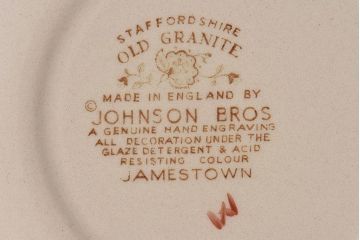 STAFFORDSHIRE
OLD GRANITE
MADE IN ENGLAND BY
© JOHNSON BROS
A GENUINE HAND ENGRAVING
ALL DECORATION UNDER THE
GLAZE DETERGENT & ACID
RESISTING COLOUR
JAMESTOWN
W